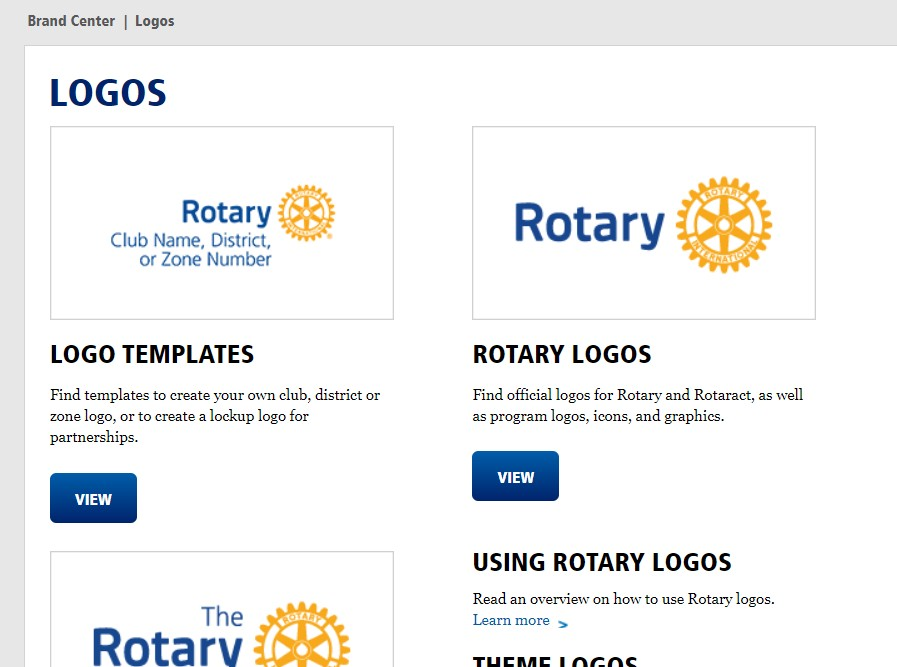 Brand Center | Logos
LOGOS
Rotary
Club Name, District,
or Zone Number
LOGO TEMPLATES
Find templates to create your own club, district or
zone logo, or to create a lockup logo for
partnerships.
VIEW
Rotary
ROTARY
INTERNATIONAL
ROTARY LOGOS
Find official logos for Rotary and Rotaract, as well
as program logos, icons, and graphics.
VIEW
The
Rotary
USING ROTARY LOGOS
Read an overview on how to use Rotary logos.
Learn more >
THEME LOGOS